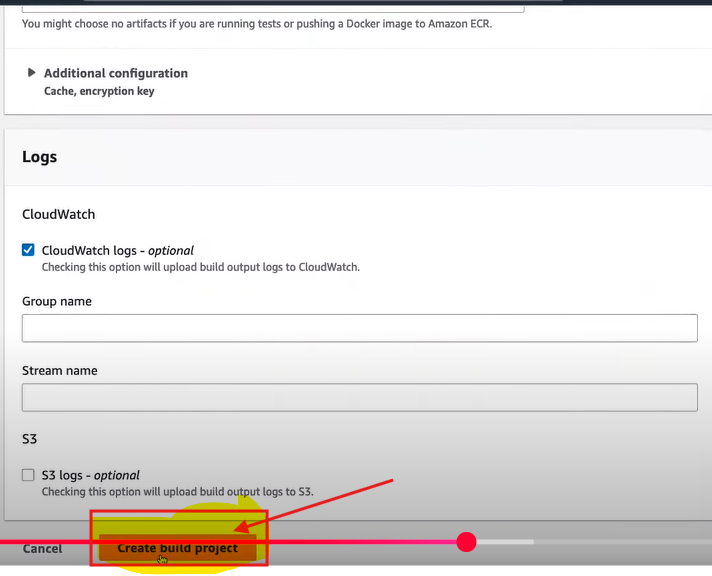 You might choose no artifacts if you are running tests or pushing a Docker image to Amazon ECR.
Additional configuration
Cache, encryption key
Logs
CloudWatch
CloudWatch logs - optional
Checking this option will upload build output logs to CloudWatch.
Group name
Stream name
S3
S3 logs - optional
Checking this option will upload build output logs to S3.
Cancel
Create build project